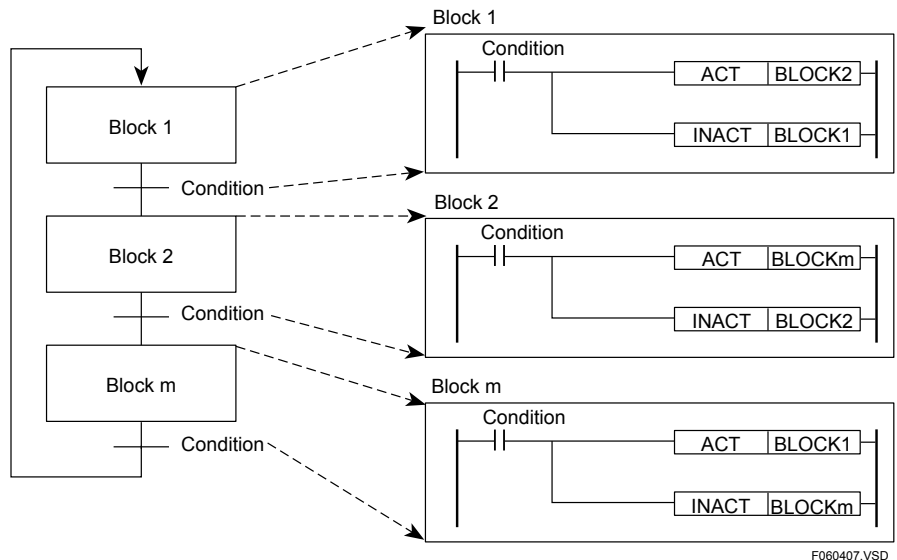 Block 1
Condition
Block 2
Condition
Block m
Condition
Block 1
Condition
ACT BLOCK2
INACT BLOCK1
Block 2
Condition
ACT BLOCKm
INACT BLOCK2
Block m
Condition
ACT BLOCK1
INACT BLOCKm
F060407.VSD